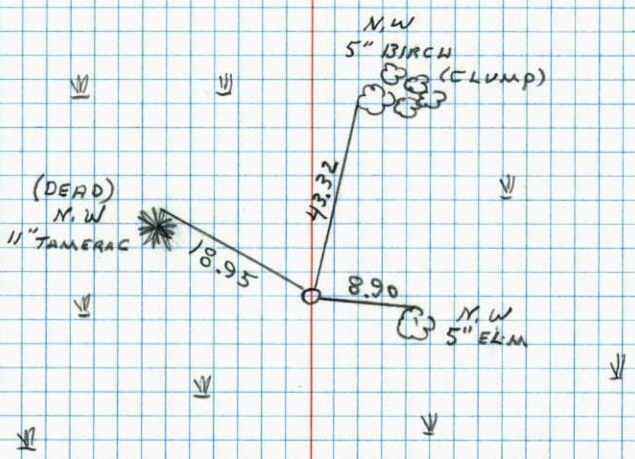 N.W
5" BIRCH
(CLUMP)
43.32
(DEAD)
N.W
11" TAMERAC
18.95
8.90
N.W
5" ELM